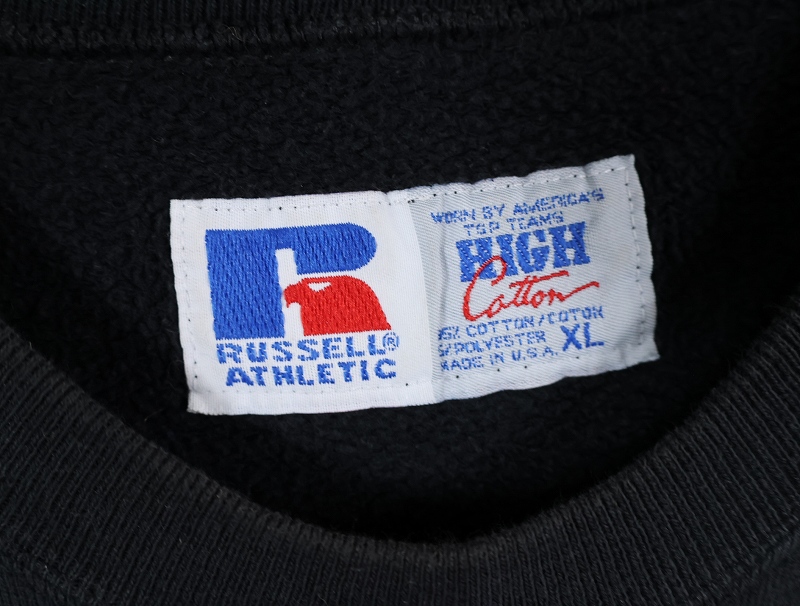 RUSSELL®
ATHLETIC
WORN BY AMERICA'S
TOP TEAMS
HIGH
Cotton
COTTON/COTON
POLYESTER
XL
MADE IN U.S.A.